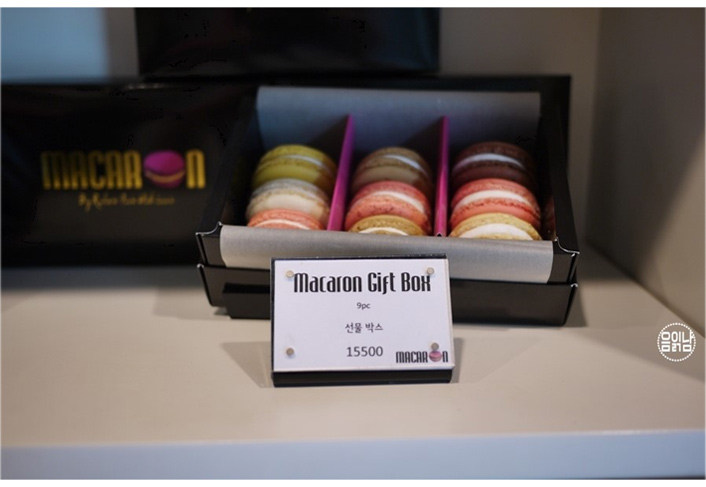 MACARON
Macaron Gift Box
9pc
선물 박스
15500
MACARON